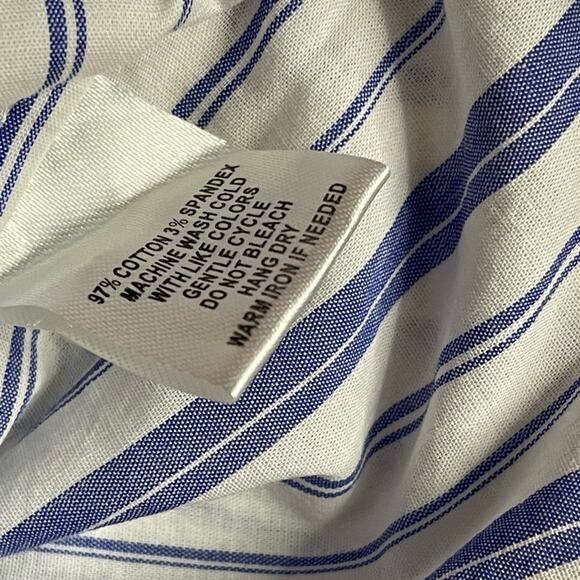 97% COTTON 3% SPANDEX
MACHINE WASH COLD
WITH LIKE COLORS
GENTLE CYCLE
DO NOT BLEACH
HANG DRY
WARM IRON IF NEEDED